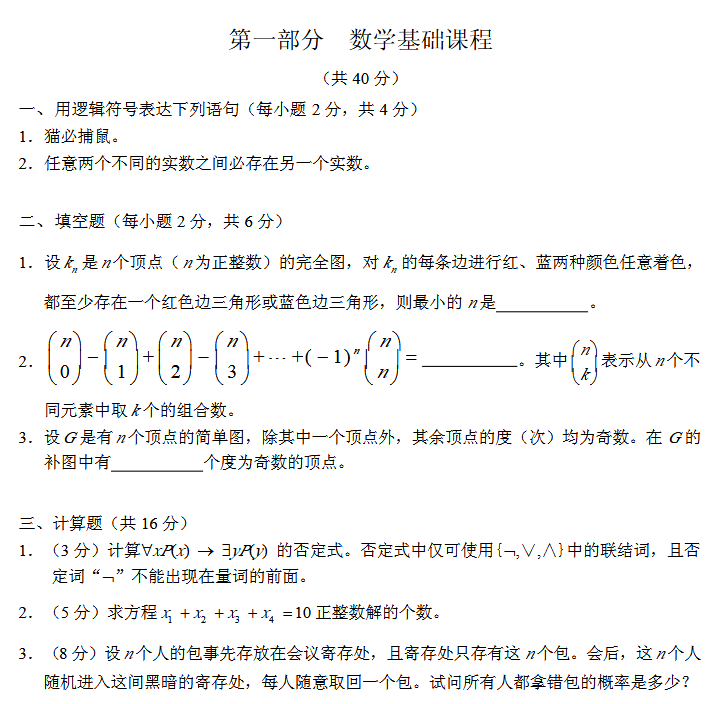 第一部分 数学基础课程
（共 40 分）
一、用逻辑符号表达下列语句（每小题 2 分，共 4 分）
1．猫必捕鼠。
2．任意两个不同的实数之间必存在另一个实数。
二、填空题（每小题 2 分，共 6 分）
1．设 kₙ 是 n 个顶点（ n 为正整数）的完全图，对 kₙ 的每条边进行红、蓝两种颜色任意着色，
都至少存在一个红色边三角形或蓝色边三角形，则最小的 n 是___________。
2．(n 0) − (n 1) + (n 2) − (n 3) + ⋯ + (−1)ⁿ (n n) = ___________。其中 (n k) 表示从 n 个不
同元素中取 k 个的组合数。
3．设 G 是有 n 个顶点的简单图，除其中一个顶点外，其余顶点的度（次）均为奇数。在 G 的
补图中有___________个度为奇数的顶点。
三、计算题（共 16 分）
1．（3 分）计算∀xP(x) → ∃yP(y) 的否定式。否定式中仅可使用{¬,∨,∧}中的联结词，且否
定词“¬”不能出现在量词的前面。
2．（5 分）求方程 x₁ + x₂ + x₃ + x₄ = 10 正整数解的个数。
3．（8 分）设 n 个人的包事先存放在会议寄存处，且寄存处只存有这 n 个包。会后，这 n 个人
随机进入这间黑暗的寄存处，每人随意取回一个包。试问所有人都拿错包的概率是多少？